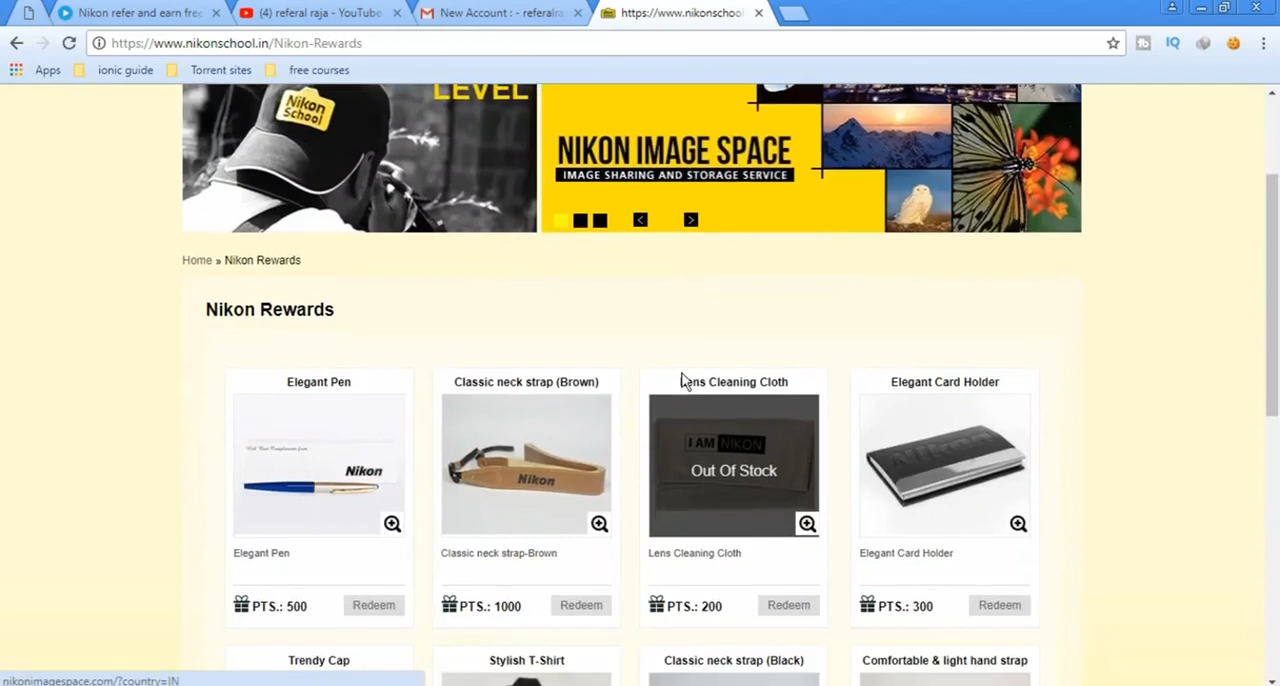 Nikon refer and earn free
(4) referal raja - YouTube
New Account : - referalra
https://www.nikonschool
https://www.nikonschool.in/Nikon-Rewards
Apps
ionic guide
Torrent sites
free courses
Nikon School
LEVEL
NIKON IMAGE SPACE
IMAGE SHARING AND STORAGE SERVICE
Home » Nikon Rewards
Nikon Rewards
Elegant Pen
Classic neck strap (Brown)
Lens Cleaning Cloth
Elegant Card Holder
Nikon
Nikon
I AM NIKON
Out Of Stock
Nikon
Elegant Pen
Classic neck strap-Brown
Lens Cleaning Cloth
Elegant Card Holder
PTS.: 500
Redeem
PTS.: 1000
Redeem
PTS.: 200
Redeem
PTS.: 300
Redeem
Trendy Cap
Stylish T-Shirt
Classic neck strap (Black)
Comfortable & light hand strap
nikonimagespace.com/?country=IN